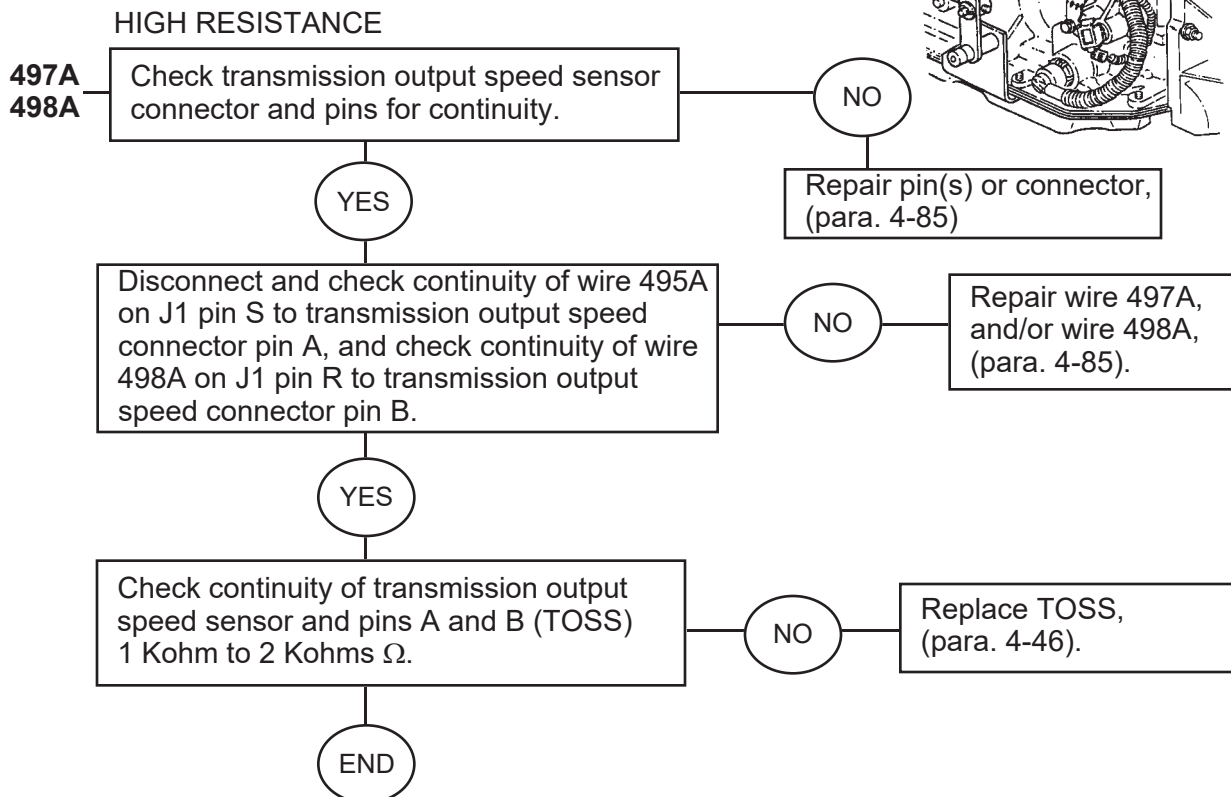 HIGH RESISTANCE
497A
498A
Check transmission output speed sensor
connector and pins for continuity.
NO
Repair pin(s) or connector,
(para. 4-85)
YES
Disconnect and check continuity of wire 495A
on J1 pin S to transmission output speed
connector pin A, and check continuity of wire
498A on J1 pin R to transmission output
speed connector pin B.
NO
Repair wire 497A,
and/or wire 498A,
(para. 4-85).
YES
Check continuity of transmission output
speed sensor and pins A and B (TOSS)
1 Kohm to 2 Kohms Ω.
NO
Replace TOSS,
(para. 4-46).
END